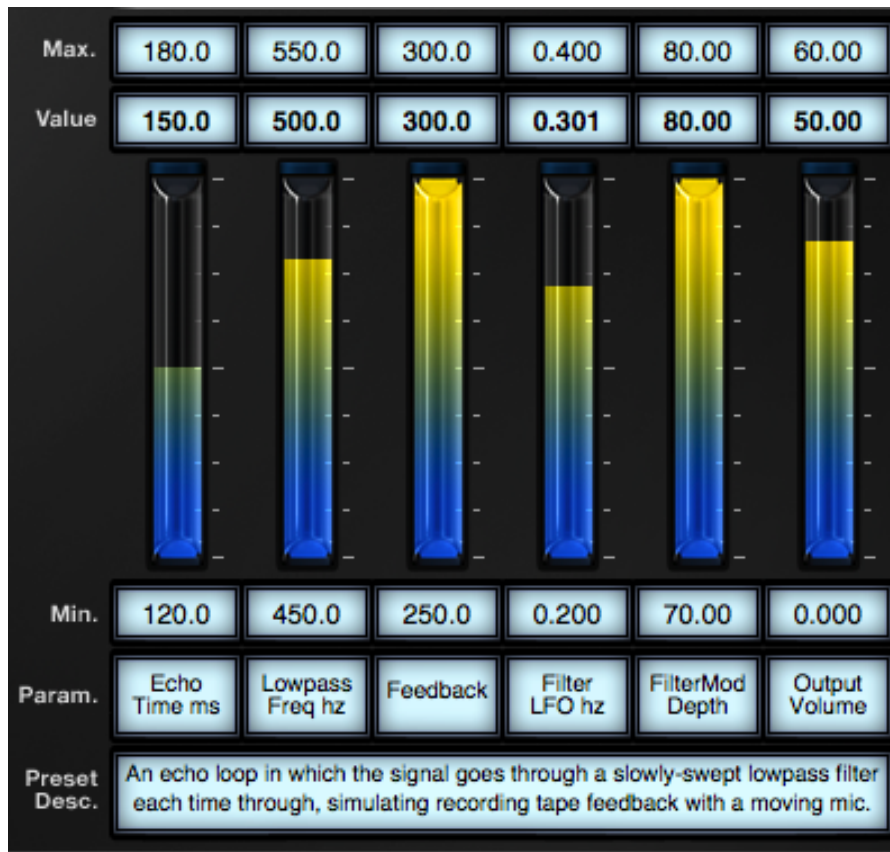 Max. 180.0 550.0 300.0 0.400 80.00 60.00
Value 150.0 500.0 300.0 0.301 80.00 50.00
Min. 120.0 450.0 250.0 0.200 70.00 0.000
Param. Echo Time ms Lowpass Freq hz Feedback Filter LFO hz FilterMod Depth Output Volume
Preset Desc.
An echo loop in which the signal goes through a slowly-swept lowpass filter
each time through, simulating recording tape feedback with a moving mic.